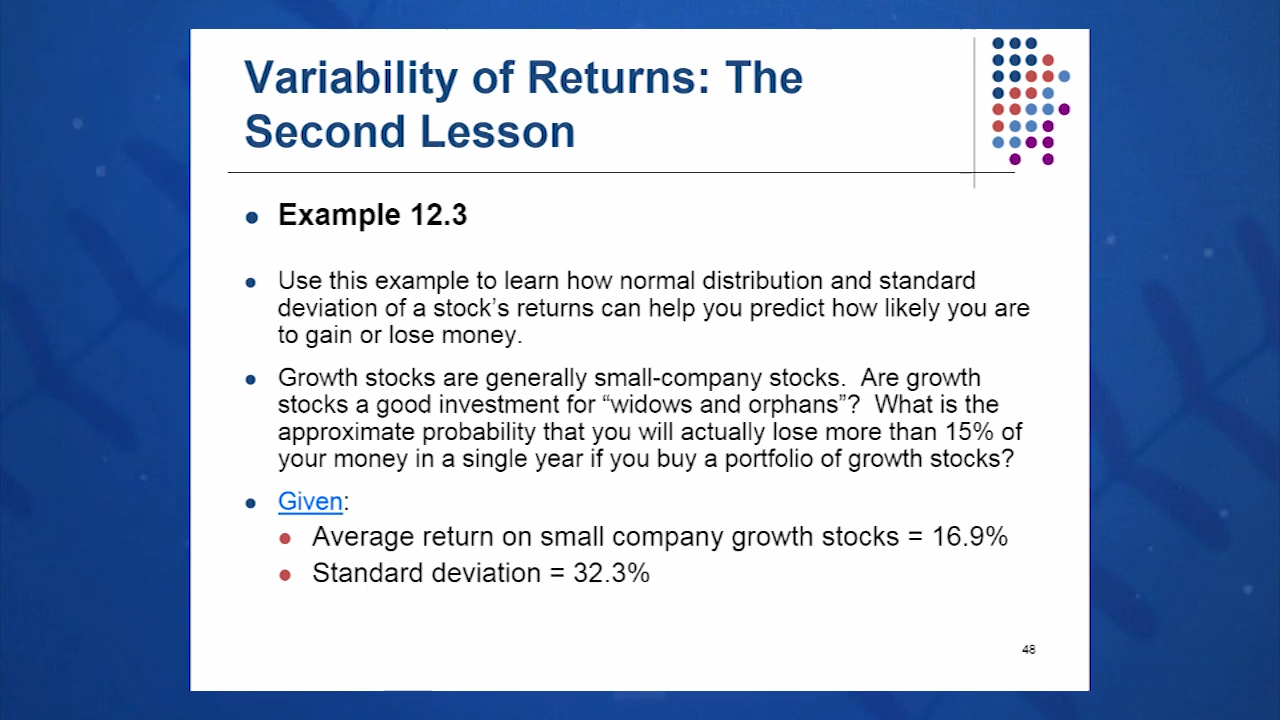 Variability of Returns: The
Second Lesson
Example 12.3
Use this example to learn how normal distribution and standard
deviation of a stock’s returns can help you predict how likely you are
to gain or lose money.
Growth stocks are generally small-company stocks.  Are growth
stocks a good investment for “widows and orphans”?  What is the
approximate probability that you will actually lose more than 15% of
your money in a single year if you buy a portfolio of growth stocks?
Given:
Average return on small company growth stocks = 16.9%
Standard deviation = 32.3%
48